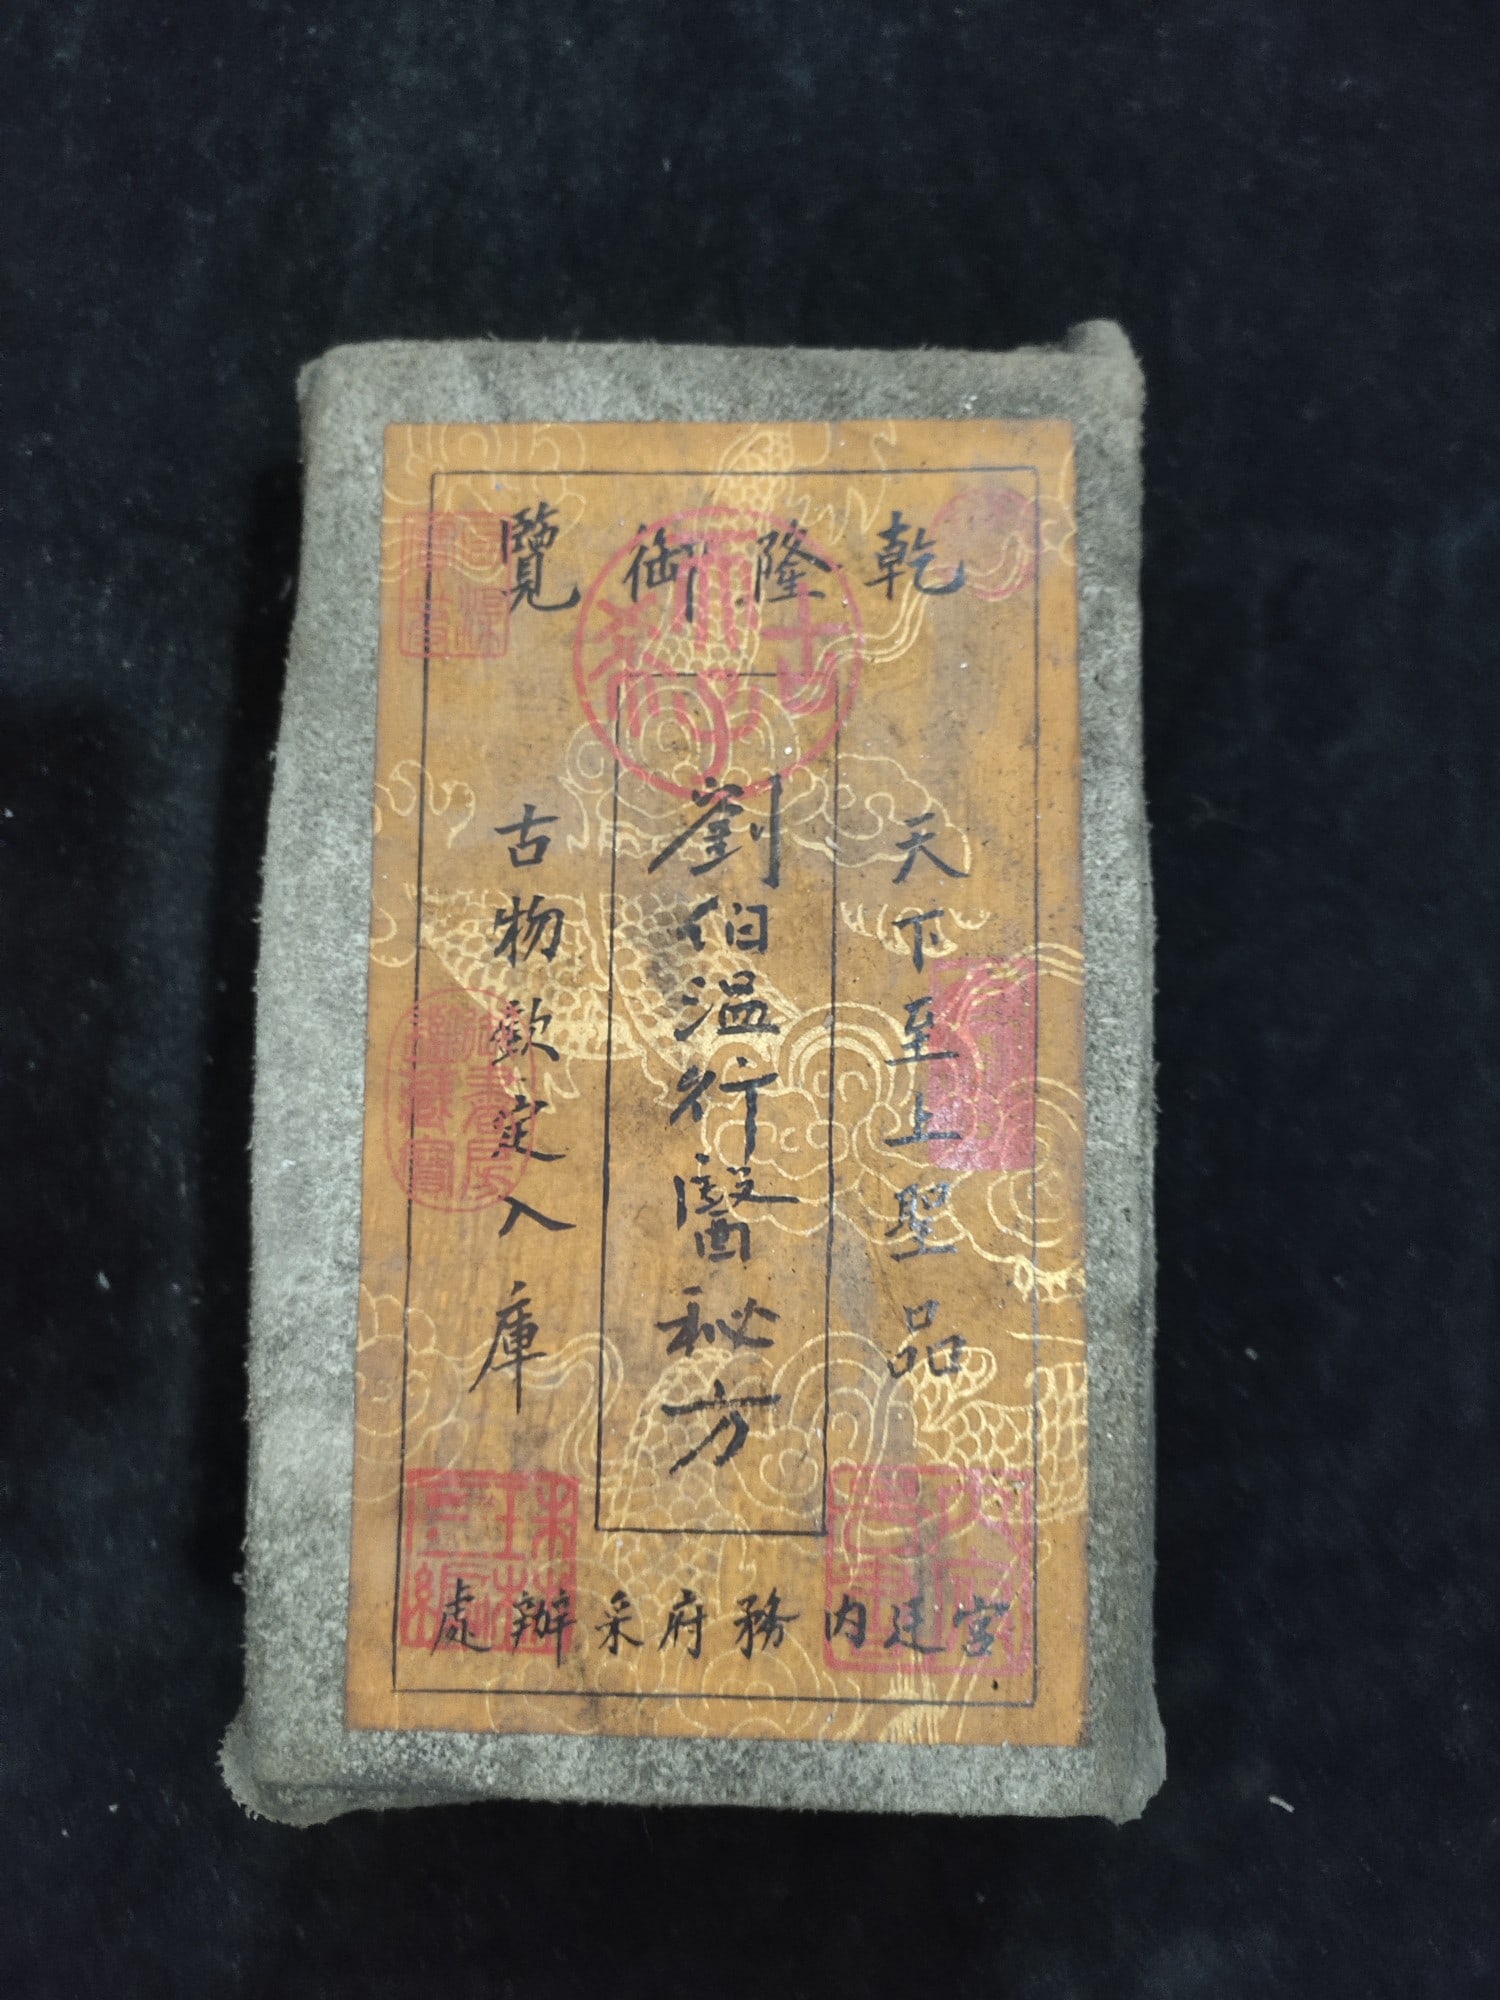 乾隆御覽
天下至上聖品
劉伯溫行醫秘方
古物歙定入庫
宮廷內務府采辦處